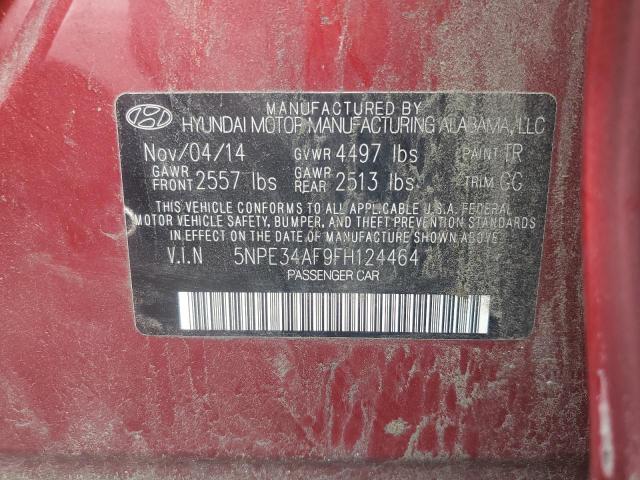 MANUFACTURED BY
HYUNDAI MOTOR MANUFACTURING ALABAMA, LLC
Nov/04/14 GVWR 4497 lbs PAINT TR
GAWR FRONT 2557 lbs GAWR REAR 2513 lbs TRIM GG
THIS VEHICLE CONFORMS TO ALL APPLICABLE U.S.A. FEDERAL
MOTOR VEHICLE SAFETY, BUMPER, AND THEFT PREVENTION STANDARDS
IN EFFECT ON THE DATE OF MANUFACTURE SHOWN ABOVE.
V.I.N 5NPE34AF9FH124464
PASSENGER CAR